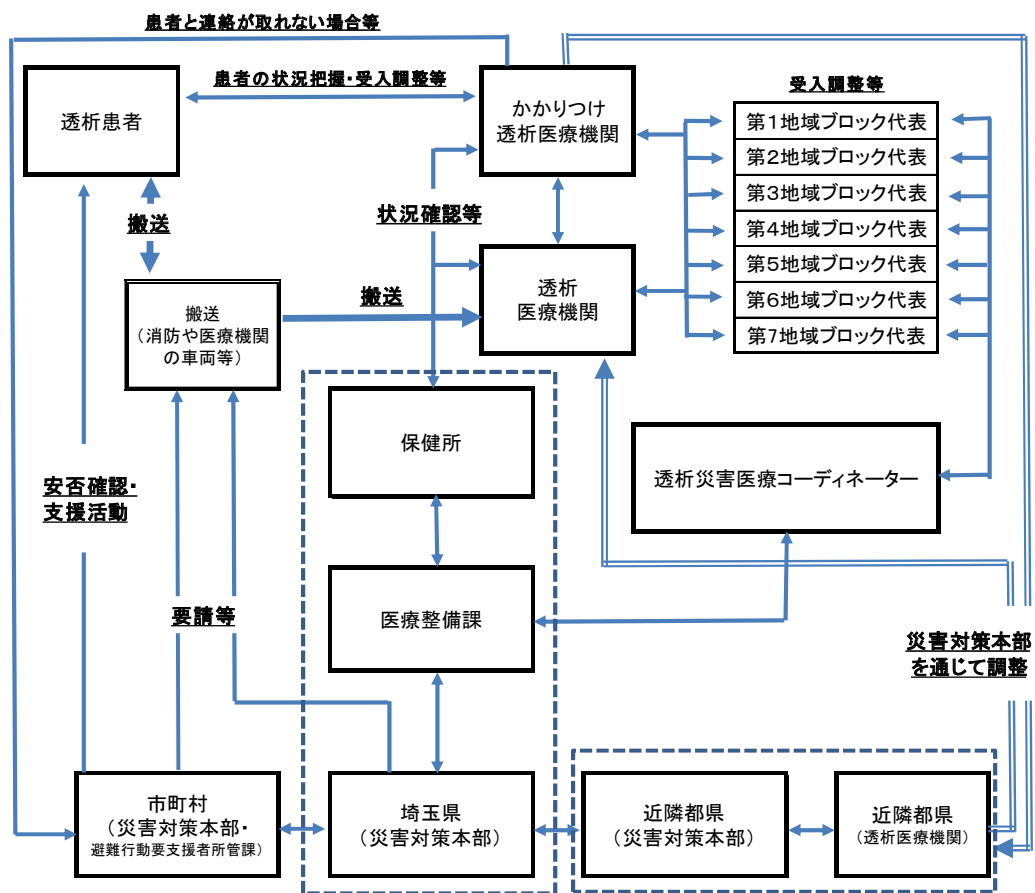 患者と連絡が取れない場合等
患者の状況把握・受入調整等
受入調整等
透析患者
かかりつけ
透析医療機関
第1地域ブロック代表
第2地域ブロック代表
第3地域ブロック代表
第4地域ブロック代表
第5地域ブロック代表
第6地域ブロック代表
第7地域ブロック代表
搬送
状況確認等
搬送
(消防や医療機関
の車両等)
搬送
透析
医療機関
保健所
透析災害医療コーディネーター
安否確認・
支援活動
医療整備課
要請等
災害対策本部
を通じて調整
市町村
(災害対策本部・
避難行動要支援者所管課)
埼玉県
(災害対策本部)
近隣都県
(災害対策本部)
近隣都県
(透析医療機関)